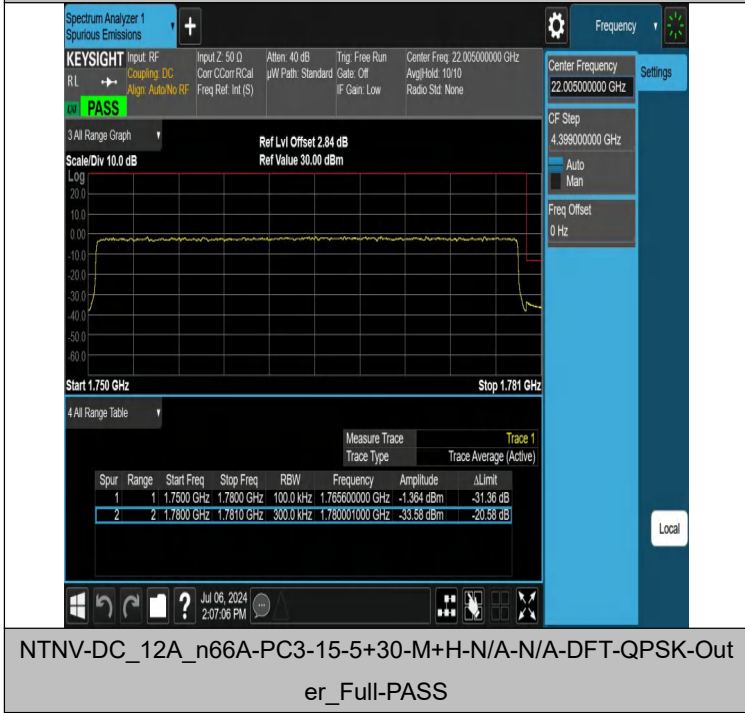 Spectrum Analyzer 1
Spurious Emissions
Frequency
KEYSIGHT Input: RF Input Z: 50 Ω Atten: 40 dB Trig: Free Run Center Freq: 22.005000000 GHz
RL Coupling: DC Corr CCorr RCal µW Path: Standard Gate: Off Avg|Hold: 10/10
Align: Auto/No RF Freq Ref: Int (S) IF Gain: Low Radio Std: None
PASS
Center Frequency
22.005000000 GHz
Settings
CF Step
4.399000000 GHz
Auto
Man
Freq Offset
0 Hz
3 All Range Graph
Ref Lvl Offset 2.84 dB
Scale/Div 10.0 dB Ref Value 30.00 dBm
Log
20.0
10.0
0.00
-10.0
-20.0
-30.0
-40.0
-50.0
-60.0
Start 1.750 GHz Stop 1.781 GHz
4 All Range Table
Measure Trace Trace 1
Trace Type Trace Average (Active)
Spur Range Start Freq Stop Freq RBW Frequency Amplitude ΔLimit
1 1 1.7500 GHz 1.7800 GHz 100.0 kHz 1.765600000 GHz -1.364 dBm -31.36 dB
2 2 1.7800 GHz 1.7810 GHz 300.0 kHz 1.780001000 GHz -33.58 dBm -20.58 dB
Local
Jul 06, 2024
2:07:06 PM
NTNV-DC_12A_n66A-PC3-15-5+30-M+H-N/A-N/A-DFT-QPSK-Out
er_Full-PASS